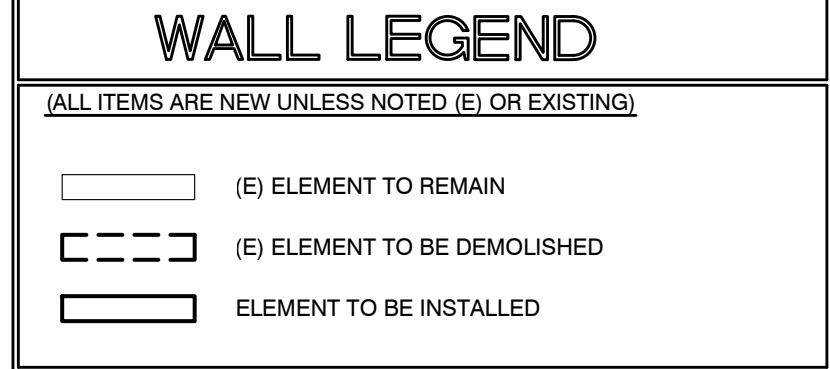 WALL LEGEND
(ALL ITEMS ARE NEW UNLESS NOTED (E) OR EXISTING)
(E) ELEMENT TO REMAIN
(E) ELEMENT TO BE DEMOLISHED
ELEMENT TO BE INSTALLED